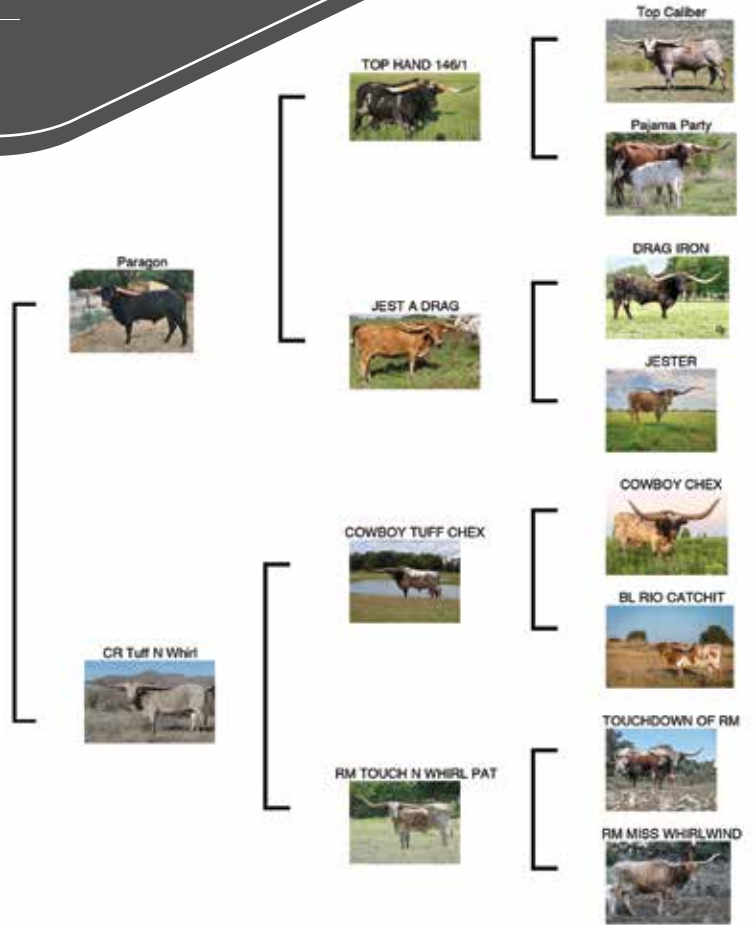 Top Caliber
TOP HAND 146/1
Pajama Party
Paragon
DRAG IRON
JEST A DRAG
JESTER
COWBOY CHEX
COWBOY TUFF CHEX
BL RIO CATCHIT
CR Tuff N Whirl
TOUCHDOWN OF RM
RM TOUCH N WHIRL PAT
RM MISS WHIRLWIND